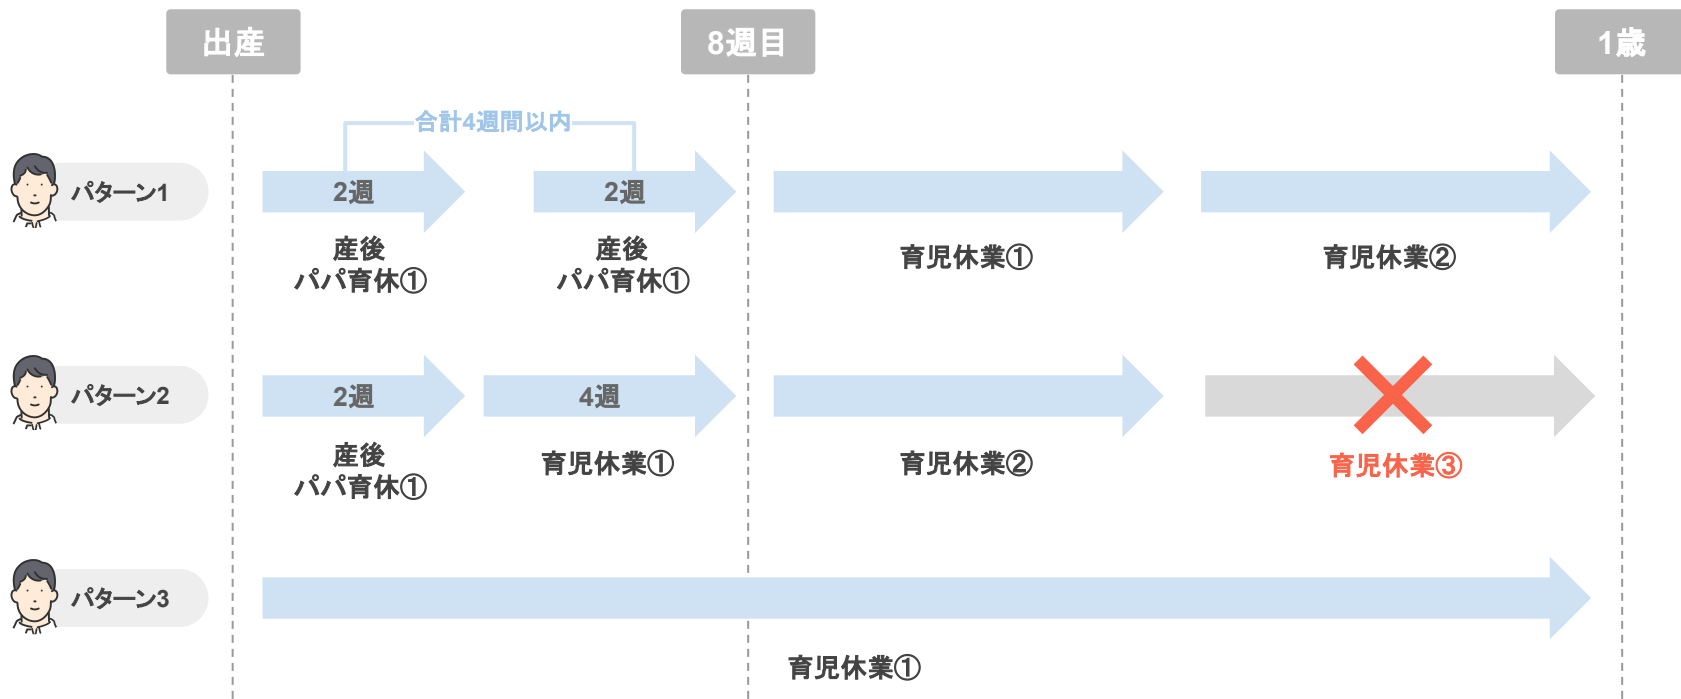 出産
8週目
1歳
合計4週間以内
パターン1
2週
2週
産後
パパ育休①
産後
パパ育休①
育児休業①
育児休業②
パターン2
2週
4週
産後
パパ育休①
育児休業①
育児休業②
育児休業③
パターン3
育児休業①